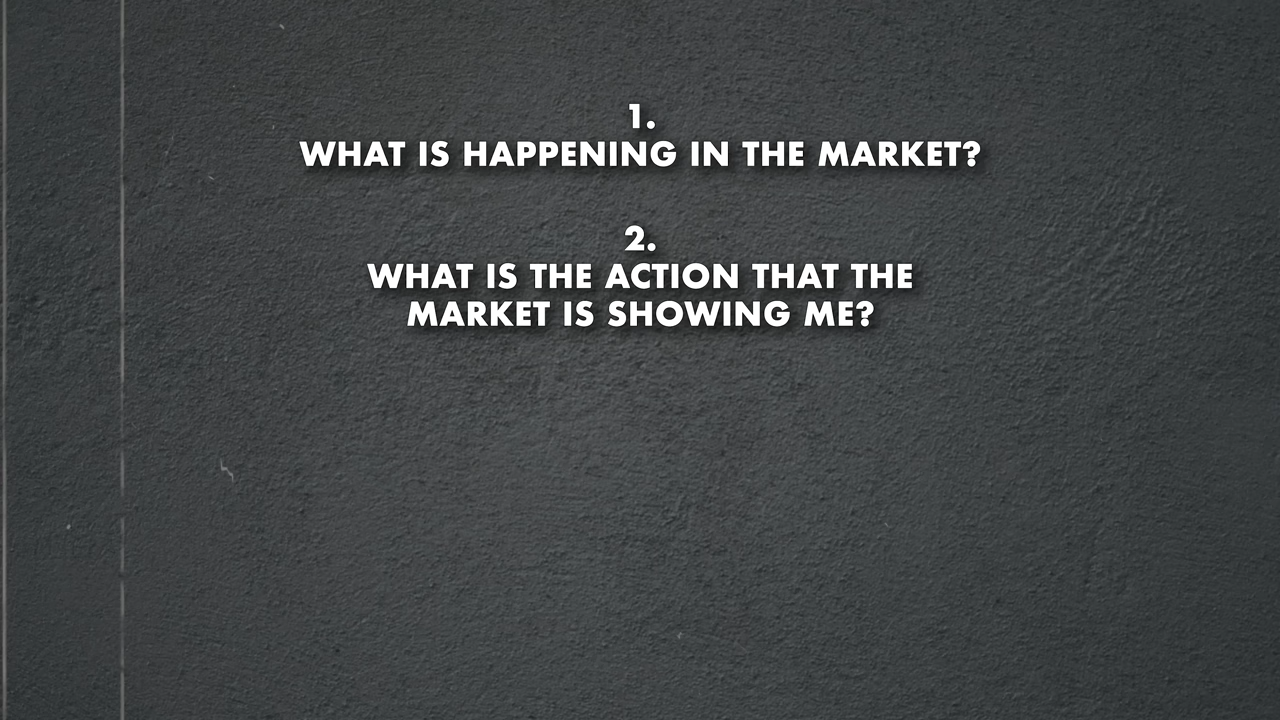 1.
WHAT IS HAPPENING IN THE MARKET?
2.
WHAT IS THE ACTION THAT THE
MARKET IS SHOWING ME?